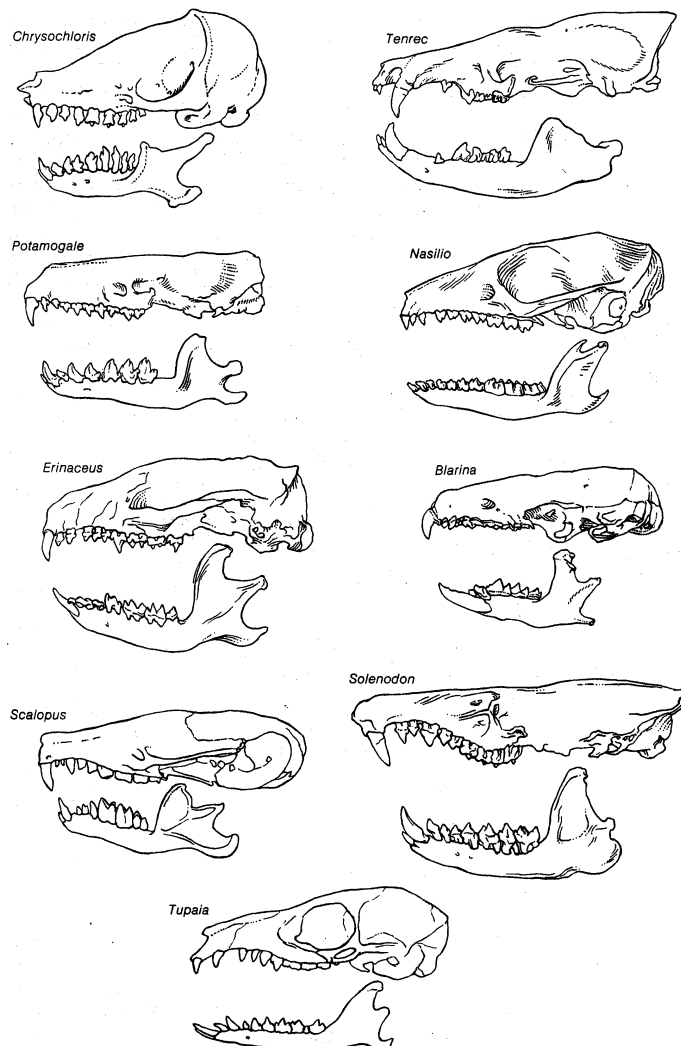 Chrysochloris
Tenrec
Potamogale
Nasilio
Erinaceus
Blarina
Scalopus
Solenodon
Tupaia